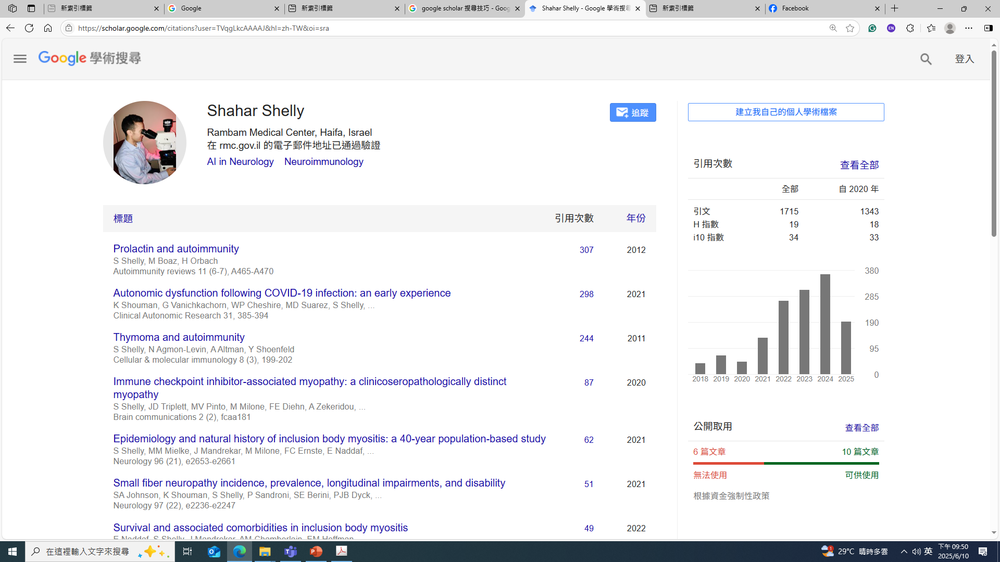 新索引標籤
Google
新索引標籤
google scholar 搜尋技巧 - Goog
Shahar Shelly - Google 學術搜尋
新索引標籤
Facebook
https://scholar.google.com/citations?user=TVqgLkcAAAAJ&hl=zh-TW&oi=sra
EN
Google 學術搜尋
登入
Shahar Shelly
追蹤
建立我自己的個人學術檔案
Rambam Medical Center, Haifa, Israel
在 rmc.gov.il 的電子郵件地址已通過驗證
AI in Neurology Neuroimmunology
引用次數 查看全部
全部 自 2020 年
引文 1715 1343
H 指數 19 18
i10 指數 34 33
380
285
190
95
0
2018 2019 2020 2021 2022 2023 2024 2025
公開取用 查看全部
6 篇文章 10 篇文章
無法使用 可供使用
根據資金強制性政策
標題 引用次數 年份
Prolactin and autoimmunity 307 2012
S Shelly, M Boaz, H Orbach
Autoimmunity reviews 11 (6-7), A465-A470
Autonomic dysfunction following COVID-19 infection: an early experience 298 2021
K Shouman, G Vanichkachorn, WP Cheshire, MD Suarez, S Shelly, ...
Clinical Autonomic Research 31, 385-394
Thymoma and autoimmunity 244 2011
S Shelly, N Agmon-Levin, A Altman, Y Shoenfeld
Cellular & molecular immunology 8 (3), 199-202
Immune checkpoint inhibitor-associated myopathy: a clinicoseropathologically distinct 87 2020
myopathy
S Shelly, JD Triplett, MV Pinto, M Milone, FE Diehn, A Zekeridou, ...
Brain communications 2 (2), fcaa181
Epidemiology and natural history of inclusion body myositis: a 40-year population-based study 62 2021
S Shelly, MM Mielke, J Mandrekar, M Milone, FC Ernste, E Naddaf, ...
Neurology 96 (21), e2653-e2661
Small fiber neuropathy incidence, prevalence, longitudinal impairments, and disability 51 2021
SA Johnson, K Shouman, S Shelly, P Sandroni, SE Berini, PJB Dyck, ...
Neurology 97 (22), e2236-e2247
Survival and associated comorbidities in inclusion body myositis 49 2022
E Naddaf, S Shelly, J Mandrekar, AM Chamberlain, EM Hoffman
在這裡輸入文字來搜尋
1
29°C 晴時多雲
英
下午 09:50
2025/6/10